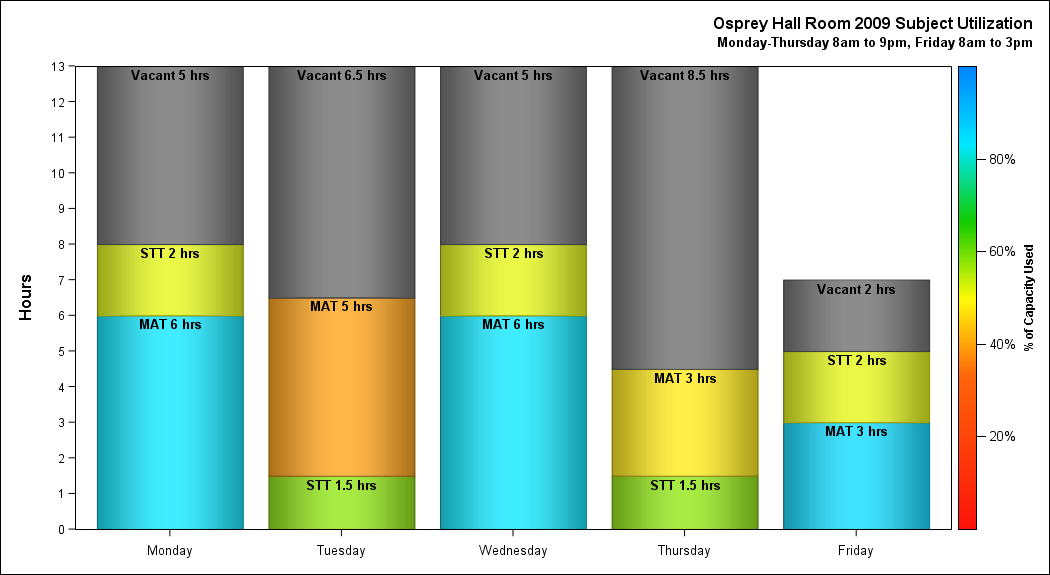 Osprey Hall Room 2009 Subject Utilization
Monday-Thursday 8am to 9pm, Friday 8am to 3pm
Hours
13
12
11
10
9
8
7
6
5
4
3
2
1
0
Vacant 5 hrs
STT 2 hrs
MAT 6 hrs
Vacant 6.5 hrs
MAT 5 hrs
STT 1.5 hrs
Vacant 5 hrs
STT 2 hrs
MAT 6 hrs
Vacant 8.5 hrs
MAT 3 hrs
STT 1.5 hrs
Vacant 2 hrs
STT 2 hrs
MAT 3 hrs
Monday
Tuesday
Wednesday
Thursday
Friday
80%
60%
40%
20%
% of Capacity Used